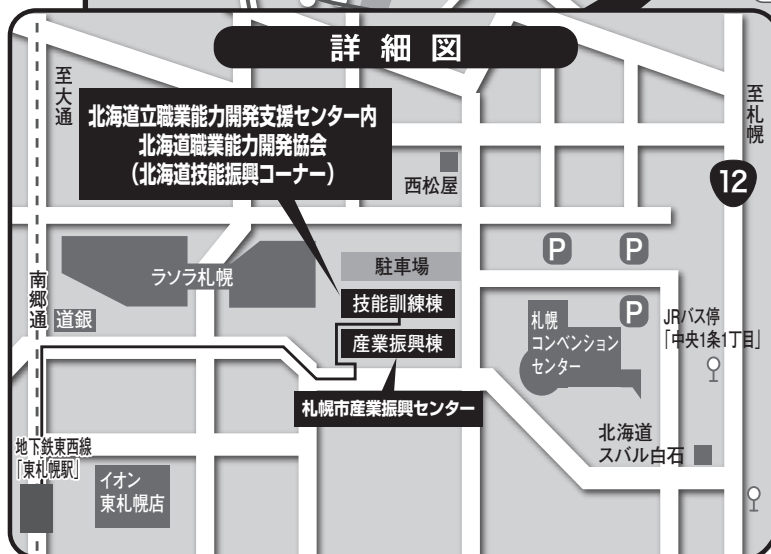 詳細図
至大通
北海道立職業能力開発支援センター内
北海道職業能力開発協会
（北海道技能振興コーナー）
西松屋
至札幌
12
P
P
南郷通
ラソラ札幌
駐車場
道銀
技能訓練棟
産業振興棟
札幌
コンベンション
センター
P
JRバス停
「中央1条1丁目」
札幌市産業振興センター
地下鉄東西線
「東札幌駅」
イオン
東札幌店
北海道
スバル白石